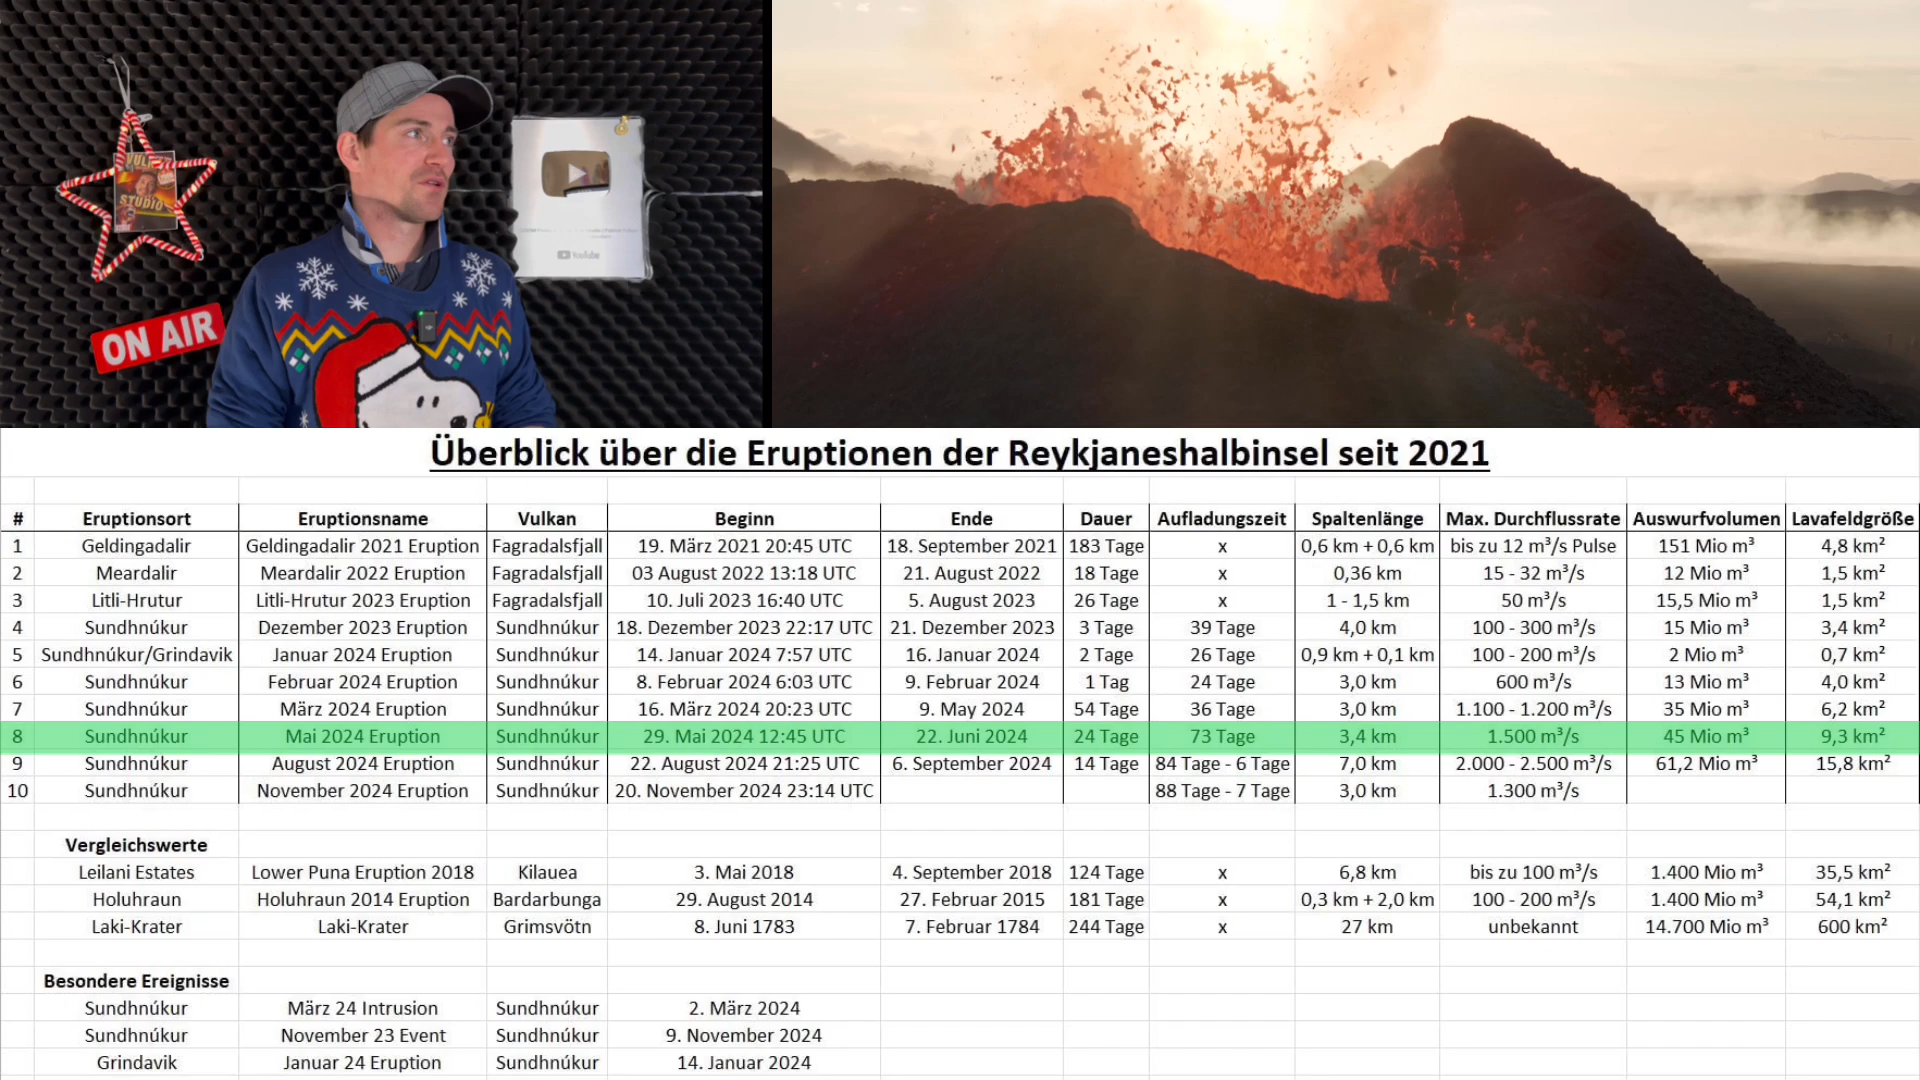 VULKAN
STUDIO
YouTube
ON AIR
Überblick über die Eruptionen der Reykjaneshalbinsel seit 2021
# Eruptionsort Eruptionsname Vulkan Beginn Ende Dauer Aufladungszeit Spaltenlänge Max. Durchflussrate Auswurfvolumen Lavafeldgröße
1 Geldingadalir Geldingadalir 2021 Eruption Fagradalsfjall 19. März 2021 20:45 UTC 18. September 2021 183 Tage x 0,6 km + 0,6 km bis zu 12 m³/s Pulse 151 Mio m³ 4,8 km²
2 Meardalir Meardalir 2022 Eruption Fagradalsfjall 03 August 2022 13:18 UTC 21. August 2022 18 Tage x 0,36 km 15 - 32 m³/s 12 Mio m³ 1,5 km²
3 Litli-Hrutur Litli-Hrutur 2023 Eruption Fagradalsfjall 10. Juli 2023 16:40 UTC 5. August 2023 26 Tage x 1 - 1,5 km 50 m³/s 15,5 Mio m³ 1,5 km²
4 Sundhnúkur Dezember 2023 Eruption Sundhnúkur 18. Dezember 2023 22:17 UTC 21. Dezember 2023 3 Tage 39 Tage 4,0 km 100 - 300 m³/s 15 Mio m³ 3,4 km²
5 Sundhnúkur/Grindavik Januar 2024 Eruption Sundhnúkur 14. Januar 2024 7:57 UTC 16. Januar 2024 2 Tage 26 Tage 0,9 km + 0,1 km 100 - 200 m³/s 2 Mio m³ 0,7 km²
6 Sundhnúkur Februar 2024 Eruption Sundhnúkur 8. Februar 2024 6:03 UTC 9. Februar 2024 1 Tag 24 Tage 3,0 km 600 m³/s 13 Mio m³ 4,0 km²
7 Sundhnúkur März 2024 Eruption Sundhnúkur 16. März 2024 20:23 UTC 9. May 2024 54 Tage 36 Tage 3,0 km 1.100 - 1.200 m³/s 35 Mio m³ 6,2 km²
8 Sundhnúkur Mai 2024 Eruption Sundhnúkur 29. Mai 2024 12:45 UTC 22. Juni 2024 24 Tage 73 Tage 3,4 km 1.500 m³/s 45 Mio m³ 9,3 km²
9 Sundhnúkur August 2024 Eruption Sundhnúkur 22. August 2024 21:25 UTC 6. September 2024 14 Tage 84 Tage - 6 Tage 7,0 km 2.000 - 2.500 m³/s 61,2 Mio m³ 15,8 km²
10 Sundhnúkur November 2024 Eruption Sundhnúkur 20. November 2024 23:14 UTC 88 Tage - 7 Tage 3,0 km 1.300 m³/s
Vergleichswerte
Leilani Estates Lower Puna Eruption 2018 Kilauea 3. Mai 2018 4. September 2018 124 Tage x 6,8 km bis zu 100 m³/s 1.400 Mio m³ 35,5 km²
Holuhraun Holuhraun 2014 Eruption Bardarbunga 29. August 2014 27. Februar 2015 181 Tage x 0,3 km + 2,0 km 100 - 200 m³/s 1.400 Mio m³ 54,1 km²
Laki-Krater Laki-Krater Grimsvötn 8. Juni 1783 7. Februar 1784 244 Tage x 27 km unbekannt 14.700 Mio m³ 600 km²
Besondere Ereignisse
Sundhnúkur März 24 Intrusion Sundhnúkur 2. März 2024
Sundhnúkur November 23 Event Sundhnúkur 9. November 2024
Grindavik Januar 24 Eruption Sundhnúkur 14. Januar 2024